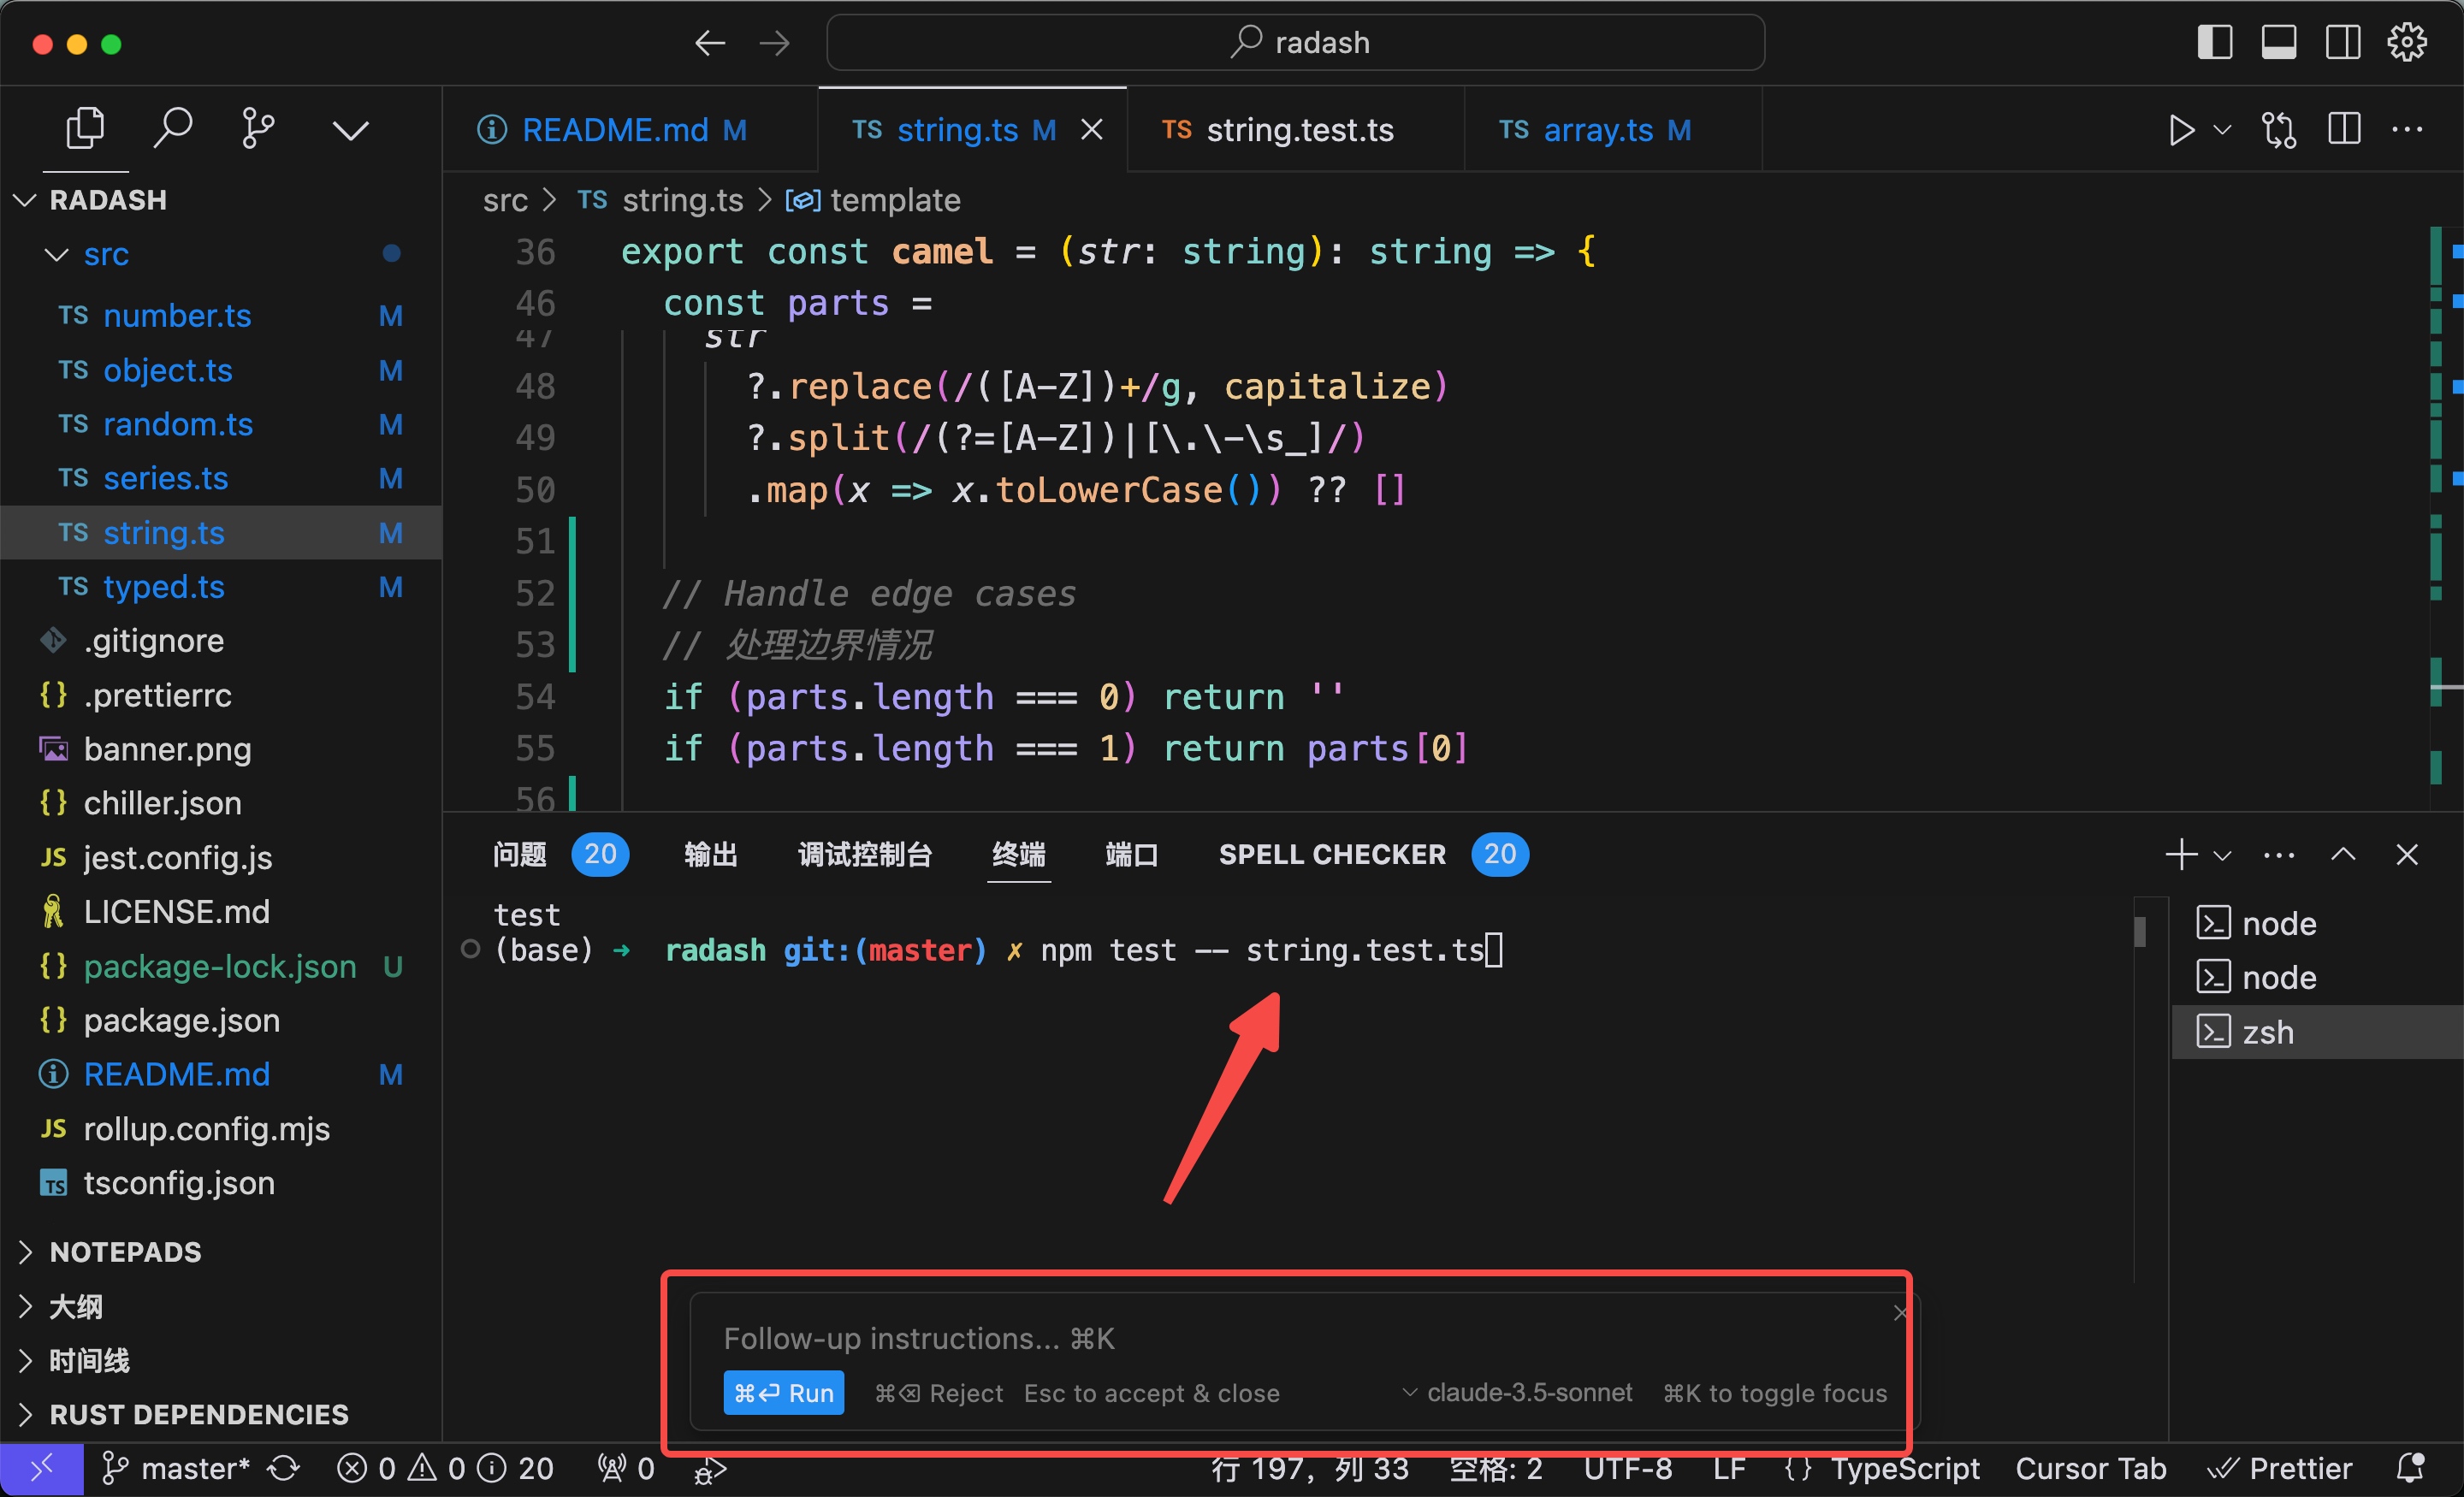 radash
README.md M
TS string.ts M
TS string.test.ts
TS array.ts M
RADASH
src
TS number.ts M
TS object.ts M
TS random.ts M
TS series.ts M
TS string.ts M
TS typed.ts M
.gitignore
{} .prettierrc
banner.png
{} chiller.json
JS jest.config.js
LICENSE.md
{} package-lock.json U
{} package.json
README.md M
JS rollup.config.mjs
TS tsconfig.json
NOTEPADS
大纲
时间线
RUST DEPENDENCIES
src > TS string.ts > template
36 export const camel = (str: string): string => {
46 const parts =
47 str
48 ?.replace(/([A-Z])+/g, capitalize)
49 ?.split(/(?=[A-Z])|[\.\-\s_]/)
50 .map(x => x.toLowerCase()) ?? []
51
52 // Handle edge cases
53 // 处理边界情况
54 if (parts.length === 0) return ''
55 if (parts.length === 1) return parts[0]
56
问题 20 输出 调试控制台 终端 端口 SPELL CHECKER 20
test
(base) ➜ radash git:(master) ✗ npm test -- string.test.ts
node
node
zsh
Follow-up instructions... ⌘K
⌘⏎ Run ⌘⌫ Reject Esc to accept & close claude-3.5-sonnet ⌘K to toggle focus
master* 0 0 20 0 行 197，列 33 空格: 2 UTF-8 LF {} TypeScript Cursor Tab Prettier